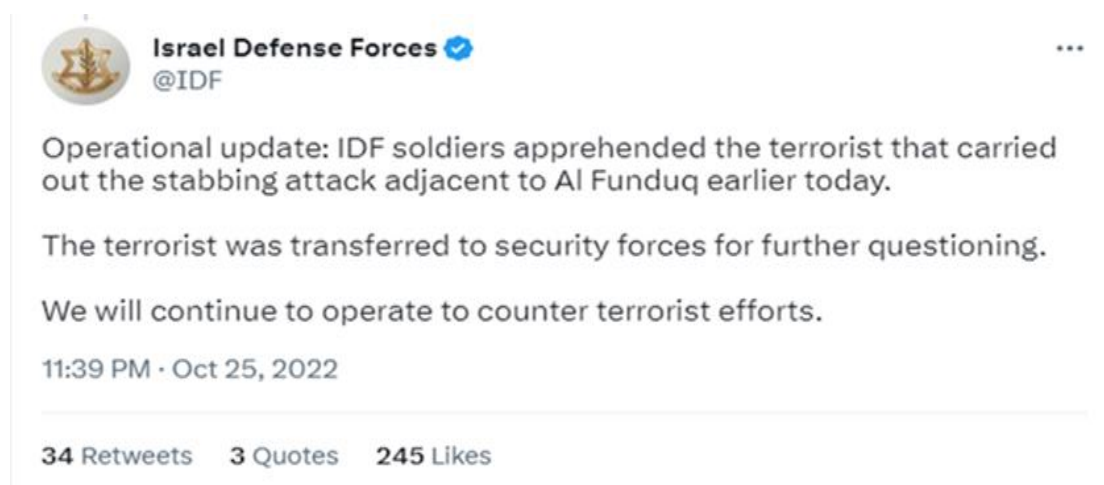 Israel Defense Forces
@IDF
Operational update: IDF soldiers apprehended the terrorist that carried
out the stabbing attack adjacent to Al Funduq earlier today.
The terrorist was transferred to security forces for further questioning.
We will continue to operate to counter terrorist efforts.
11:39 PM · Oct 25, 2022
34 Retweets 3 Quotes 245 Likes